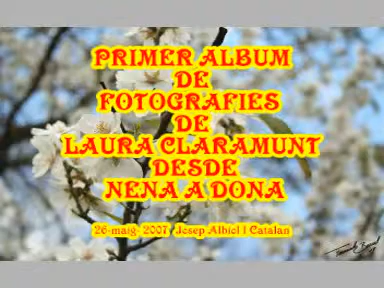 PRIMER ALBUM
DE
FOTOGRAFIES
DE
LAURA CLARAMUNT
DESDE
NENA A DONA
26-maig- 2007 Josep Albiol i Catalan